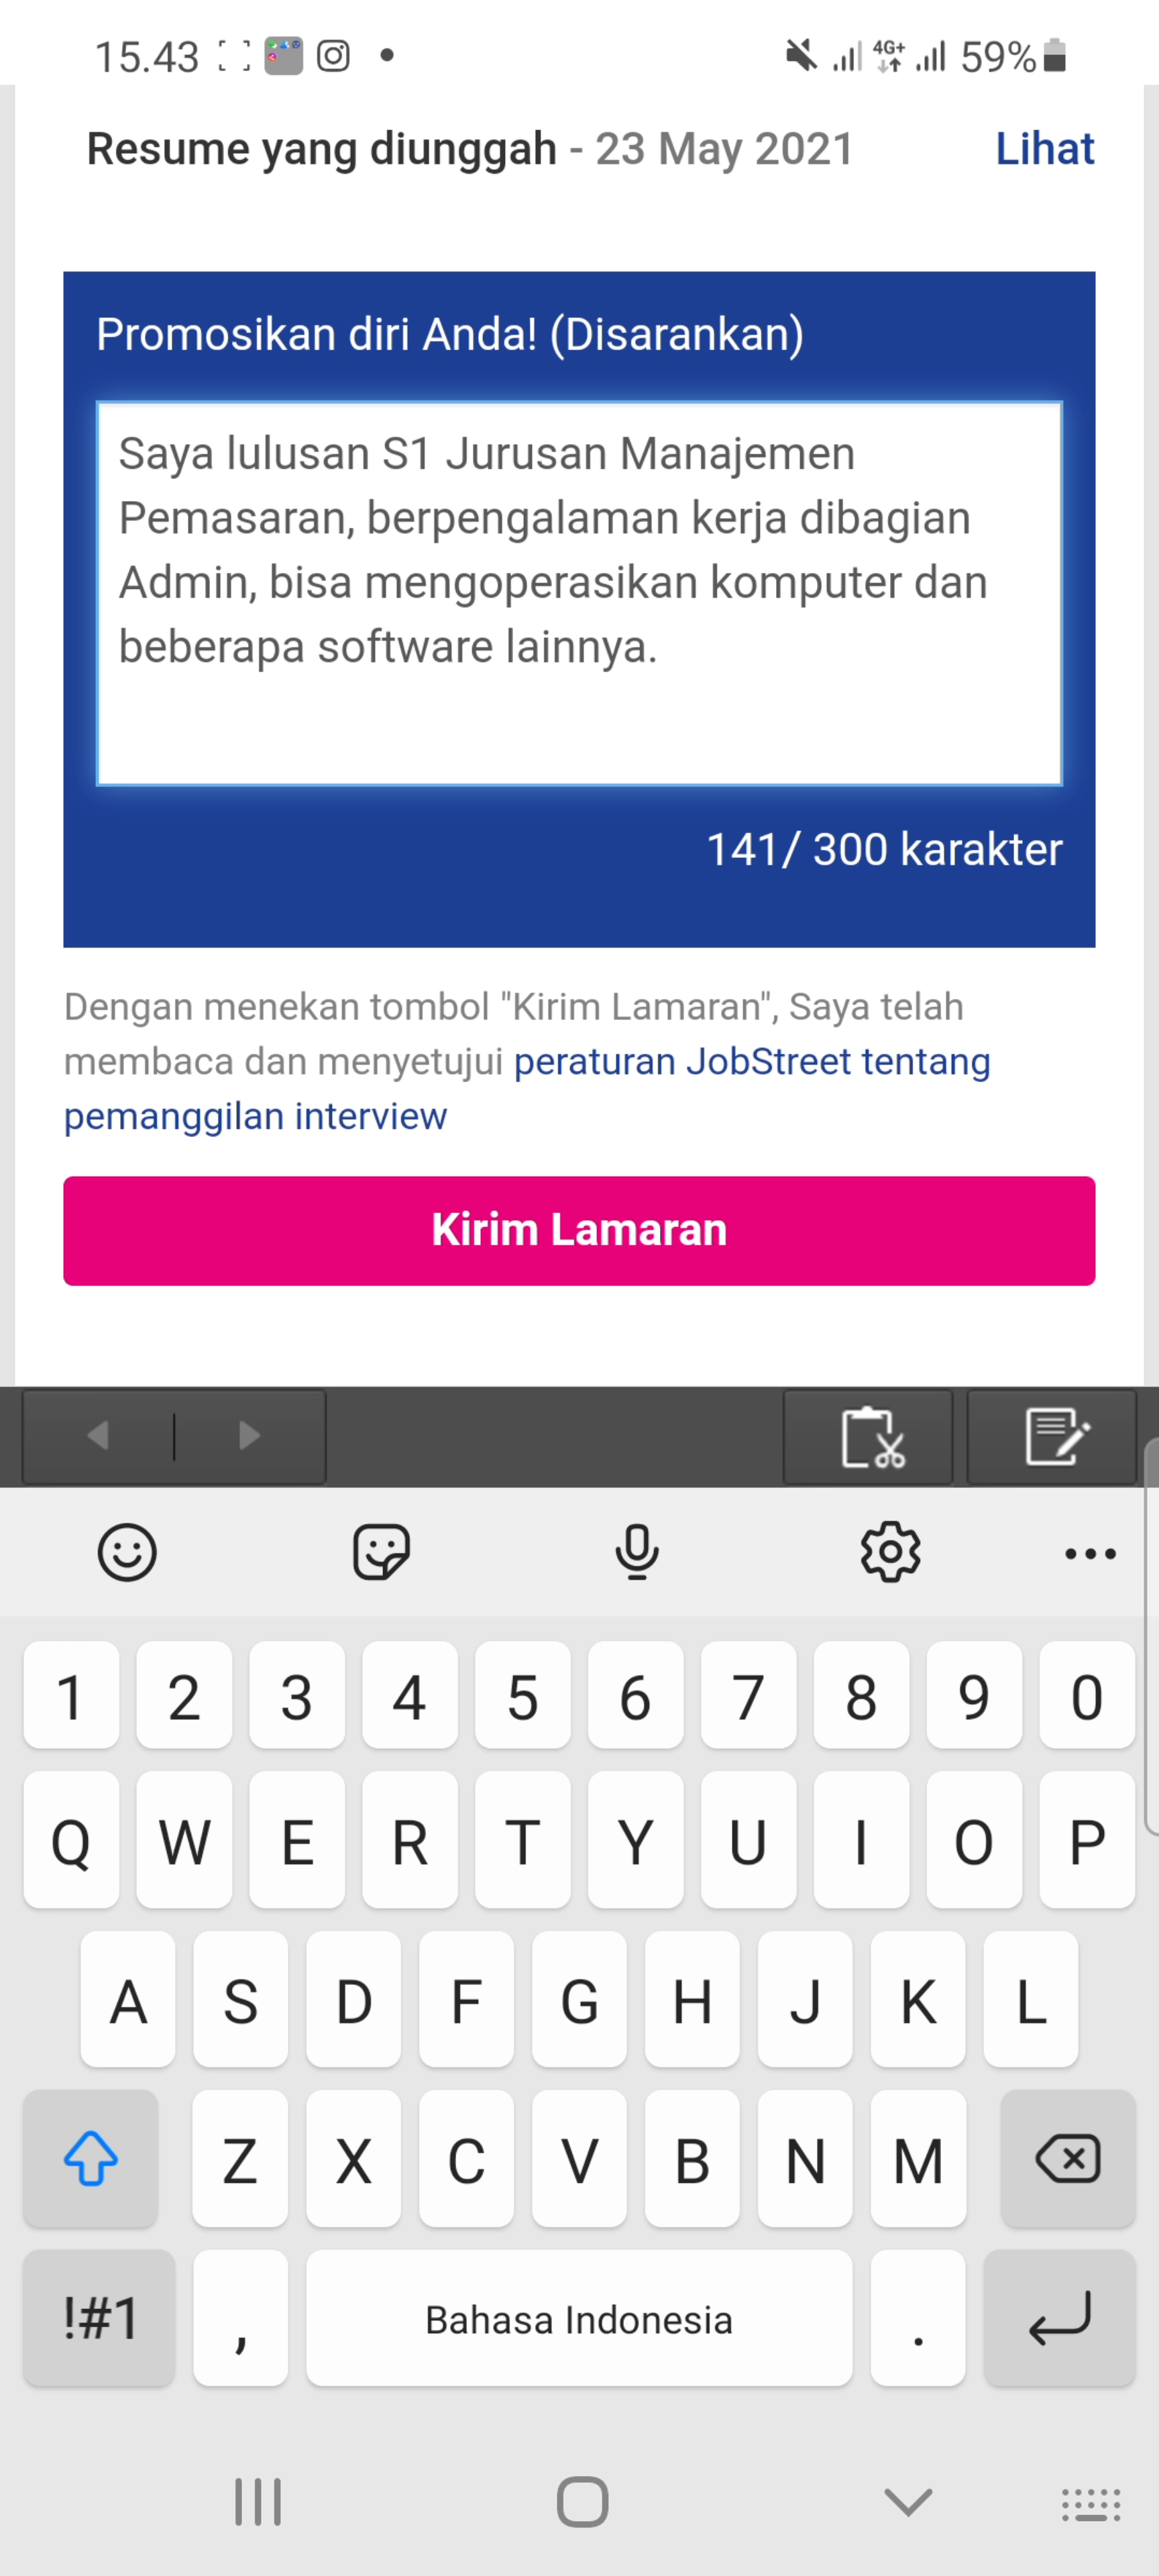 15.43
4G+
59%
Resume yang diunggah - 23 May 2021
Lihat
Promosikan diri Anda! (Disarankan)
Saya lulusan S1 Jurusan Manajemen
Pemasaran, berpengalaman kerja dibagian
Admin, bisa mengoperasikan komputer dan
beberapa software lainnya.
141/ 300 karakter
Dengan menekan tombol "Kirim Lamaran", Saya telah
membaca dan menyetujui peraturan JobStreet tentang
pemanggilan interview
Kirim Lamaran
1 2 3 4 5 6 7 8 9 0
Q W E R T Y U I O P
A S D F G H J K L
Z X C V B N M
!#1 , Bahasa Indonesia .